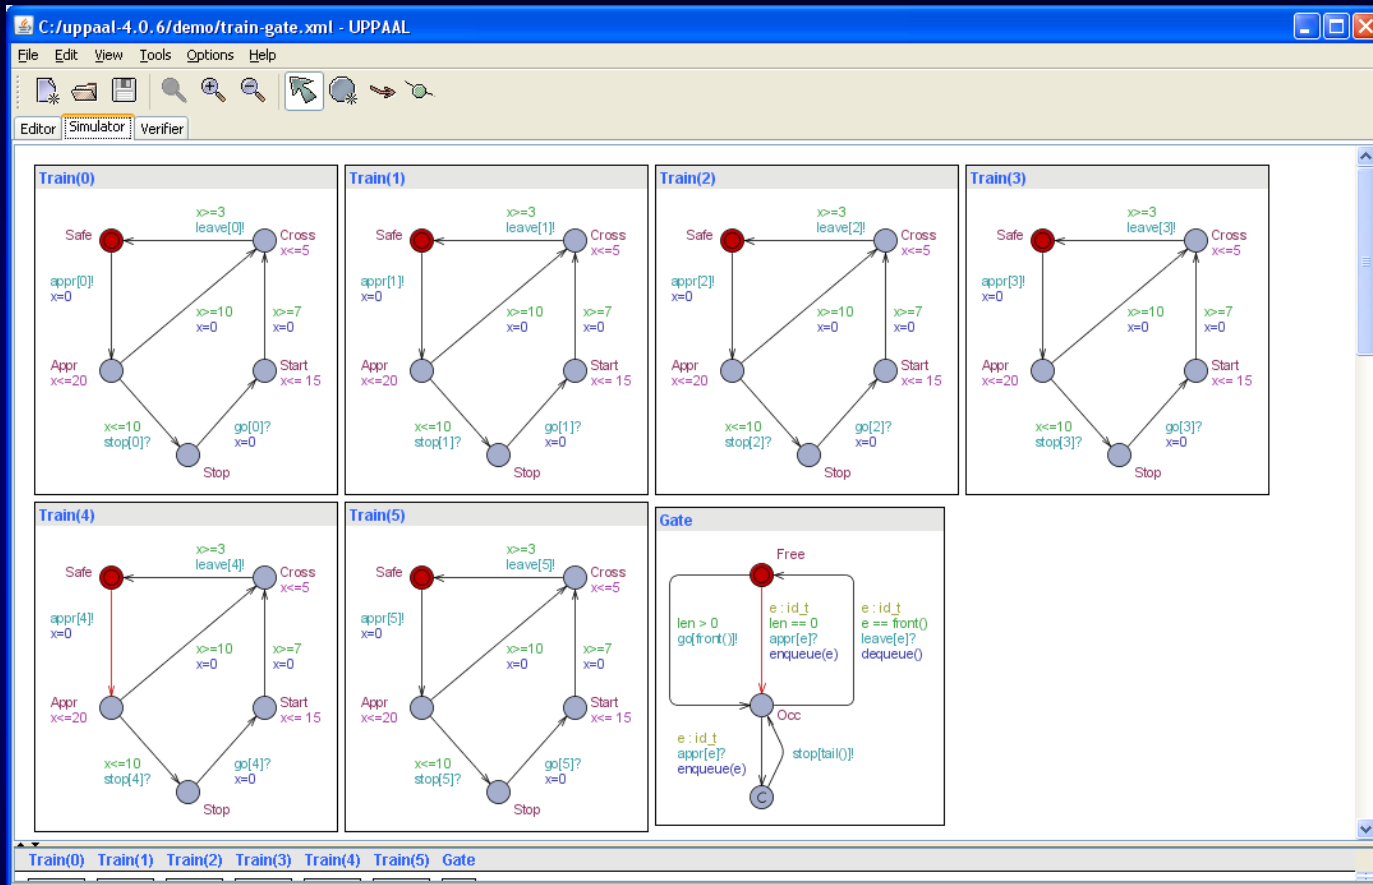 C:/uppaal-4.0.6/demo/train-gate.xml - UPPAAL
File Edit View Tools Options Help
Editor Simulator Verifier
Train(0)
x>=3
leave[0]!
Safe
Cross
x<=5
appr[0]!
x=0
x>=10
x=0
x>=7
x=0
Appr
x<=20
Start
x<= 15
x<=10
stop[0]?
go[0]?
x=0
Stop
Train(1)
x>=3
leave[1]!
Safe
Cross
x<=5
appr[1]!
x=0
x>=10
x=0
x>=7
x=0
Appr
x<=20
Start
x<= 15
x<=10
stop[1]?
go[1]?
x=0
Stop
Train(2)
x>=3
leave[2]!
Safe
Cross
x<=5
appr[2]!
x=0
x>=10
x=0
x>=7
x=0
Appr
x<=20
Start
x<= 15
x<=10
stop[2]?
go[2]?
x=0
Stop
Train(3)
x>=3
leave[3]!
Safe
Cross
x<=5
appr[3]!
x=0
x>=10
x=0
x>=7
x=0
Appr
x<=20
Start
x<= 15
x<=10
stop[3]?
go[3]?
x=0
Stop
Train(4)
x>=3
leave[4]!
Safe
Cross
x<=5
appr[4]!
x=0
x>=10
x=0
x>=7
x=0
Appr
x<=20
Start
x<= 15
x<=10
stop[4]?
go[4]?
x=0
Stop
Train(5)
x>=3
leave[5]!
Safe
Cross
x<=5
appr[5]!
x=0
x>=10
x=0
x>=7
x=0
Appr
x<=20
Start
x<= 15
x<=10
stop[5]?
go[5]?
x=0
Stop
Gate
Free
len > 0
go[front()]!
e : id_t
len == 0
appr[e]?
enqueue(e)
e : id_t
e == front()
leave[e]?
dequeue()
Occ
e : id_t
appr[e]?
enqueue(e)
stop[tail()]!
C
Train(0) Train(1) Train(2) Train(3) Train(4) Train(5) Gate